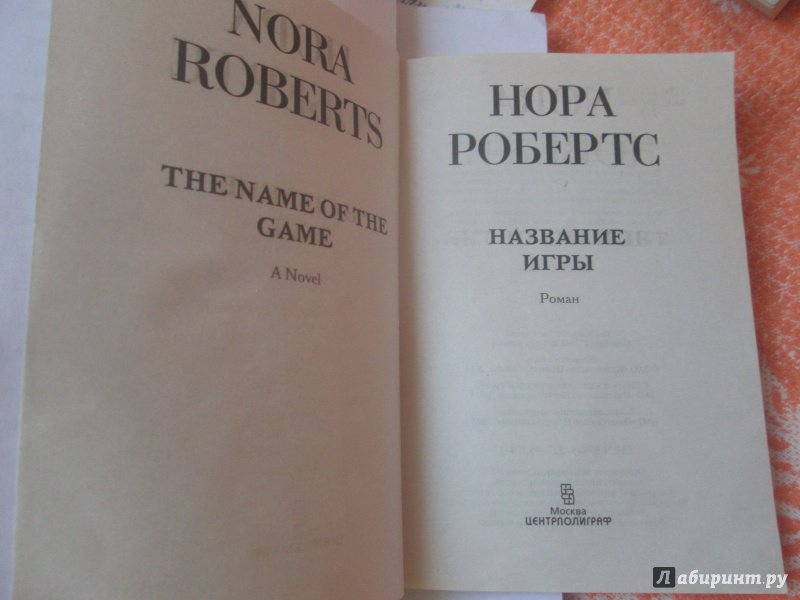 NORA
ROBERTS
THE NAME OF THE
GAME
A Novel
НОРА
РОБЕРТС
НАЗВАНИЕ
ИГРЫ
Роман
Москва
ЦЕНТРПОЛИГРАФ
Лабиринт.ру